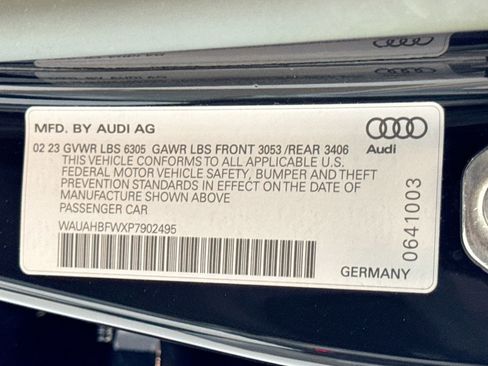 MFD. BY AUDI AG
02 23 GVWR LBS 6305 GAWR LBS FRONT 3053 /REAR 3406
THIS VEHICLE CONFORMS TO ALL APPLICABLE U.S.
FEDERAL MOTOR VEHICLE SAFETY, BUMPER AND THEFT
PREVENTION STANDARDS IN EFFECT ON THE DATE OF
MANUFACTURE SHOWN ABOVE
PASSENGER CAR
WAUAHBFWXP7902495
Audi
0641003
GERMANY